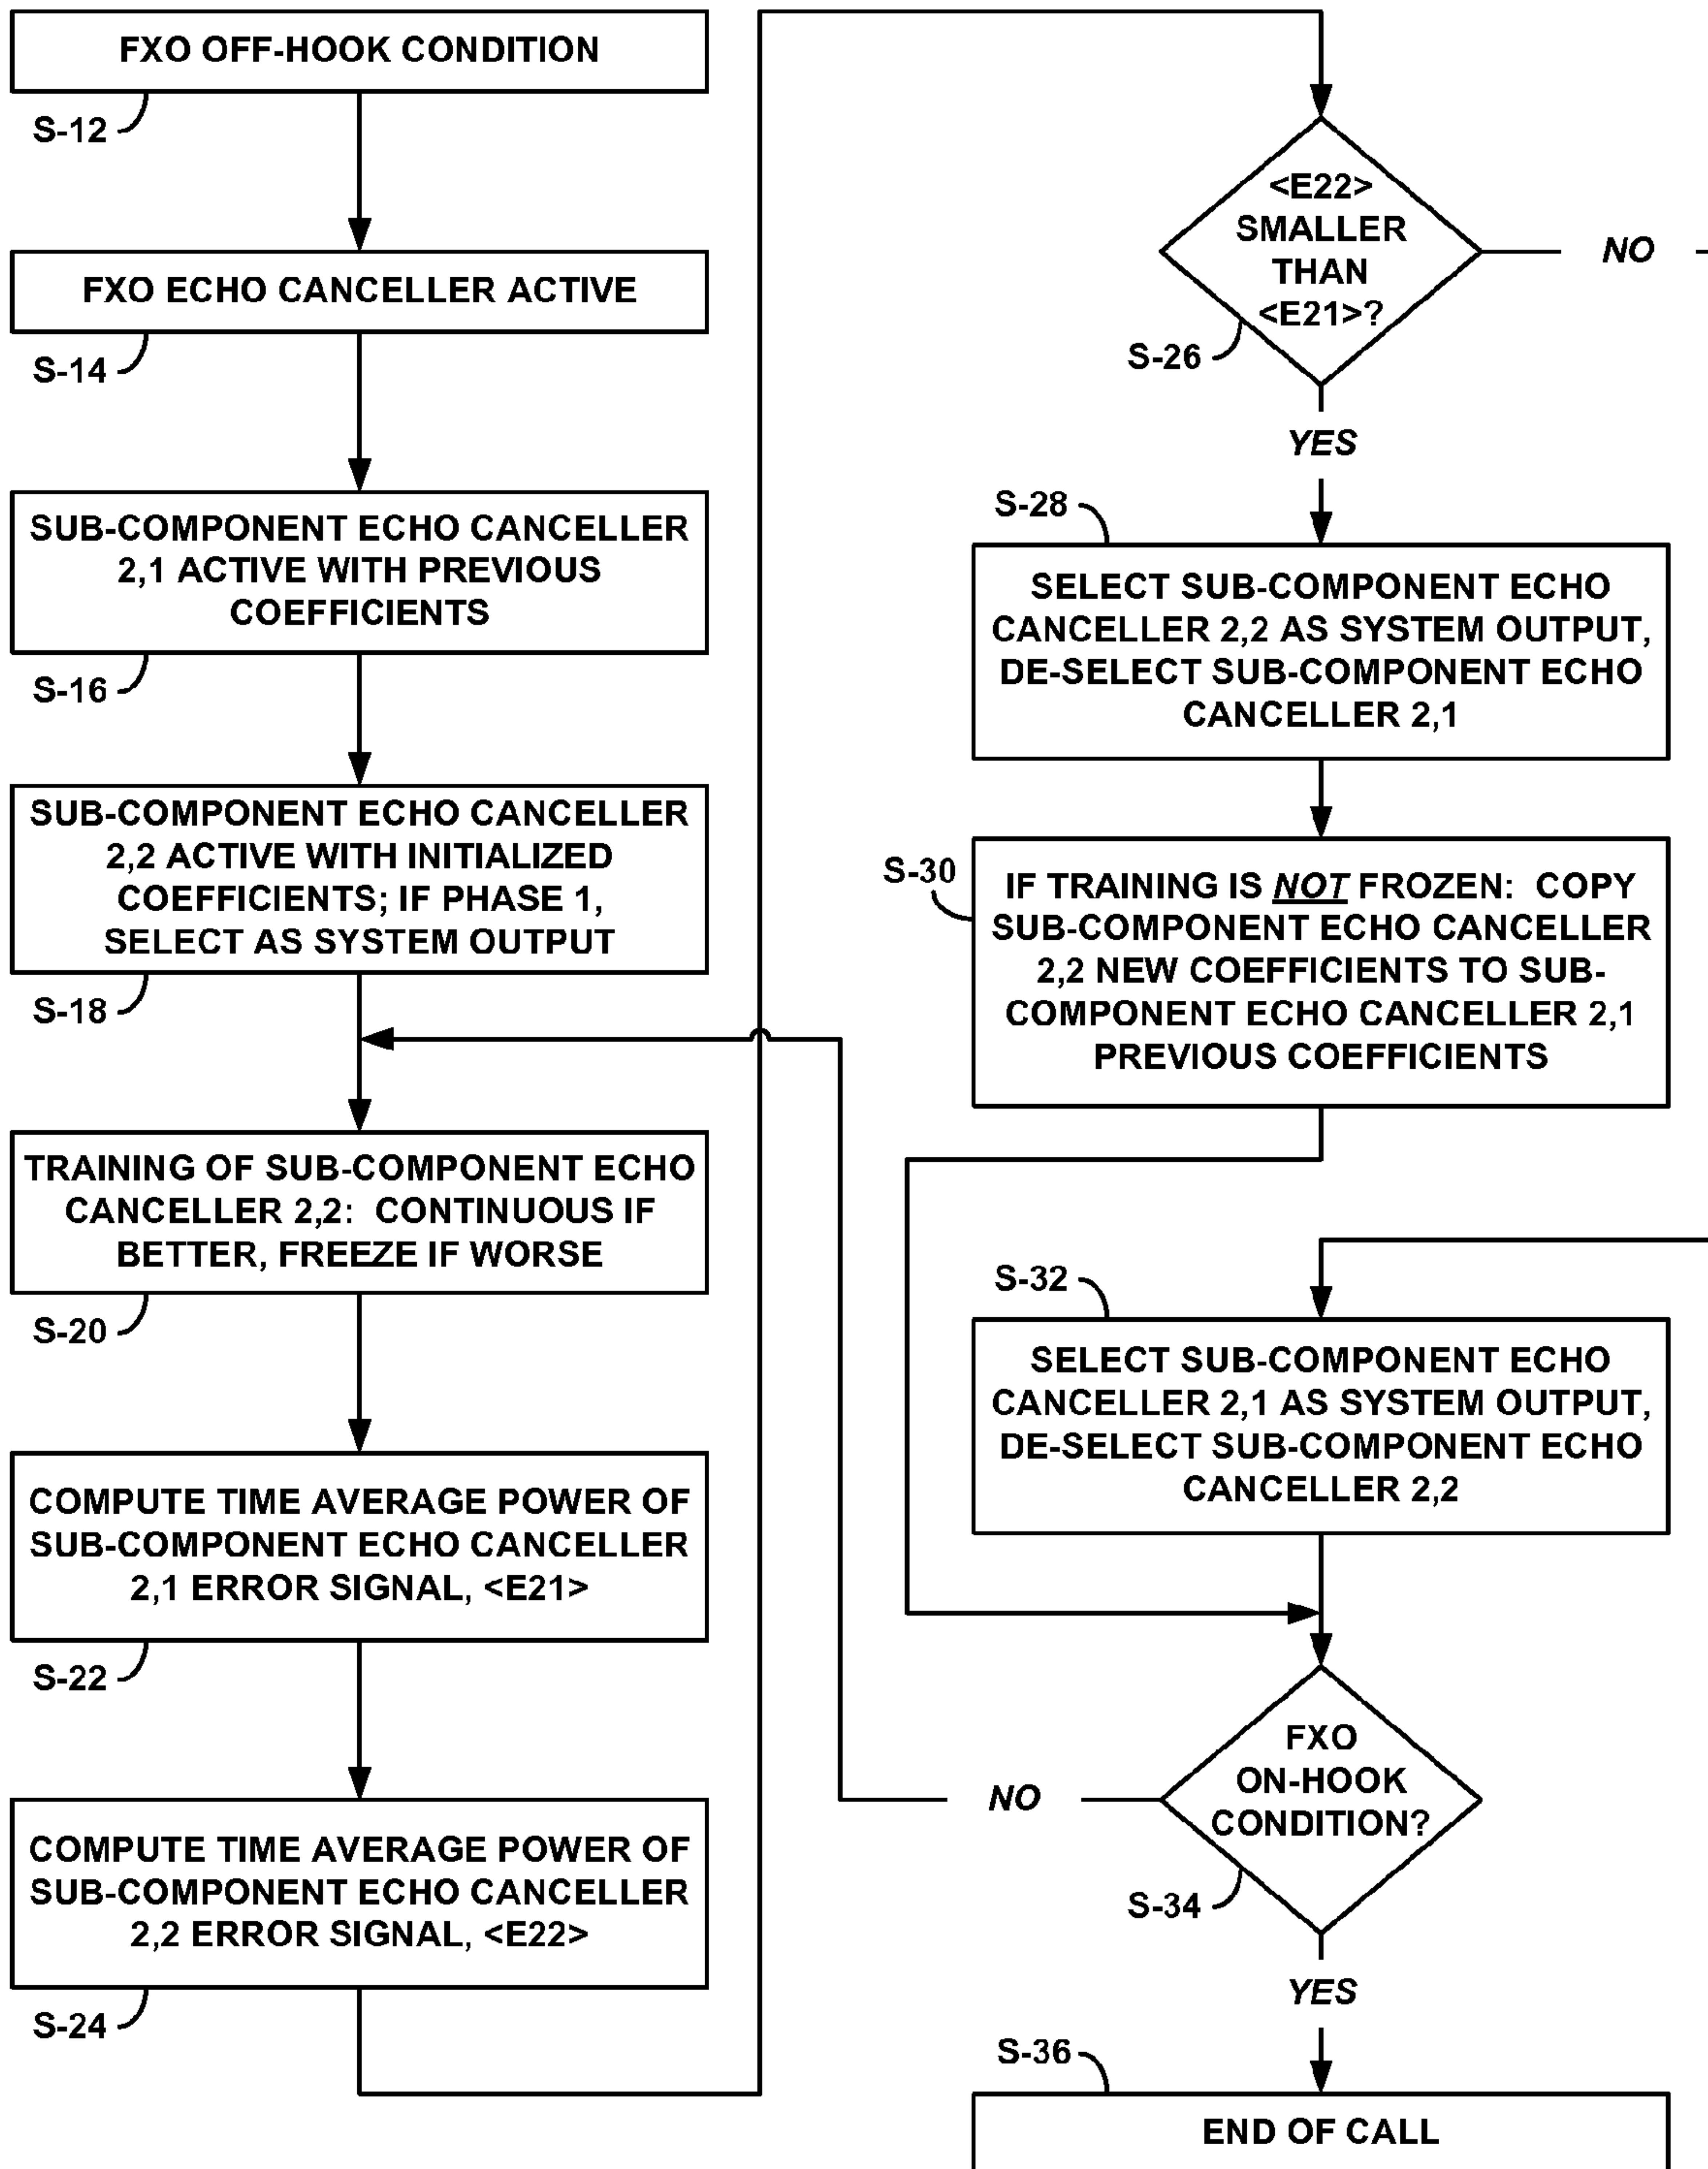 FXO OFF-HOOK CONDITION
S-12
FXO ECHO CANCELLER ACTIVE
S-14
SUB-COMPONENT ECHO CANCELLER
2,1 ACTIVE WITH PREVIOUS
COEFFICIENTS
S-16
SUB-COMPONENT ECHO CANCELLER
2,2 ACTIVE WITH INITIALIZED
COEFFICIENTS; IF PHASE 1,
SELECT AS SYSTEM OUTPUT
S-18
TRAINING OF SUB-COMPONENT ECHO
CANCELLER 2,2: CONTINUOUS IF
BETTER, FREEZE IF WORSE
S-20
COMPUTE TIME AVERAGE POWER OF
SUB-COMPONENT ECHO CANCELLER
2,1 ERROR SIGNAL, <E21>
S-22
COMPUTE TIME AVERAGE POWER OF
SUB-COMPONENT ECHO CANCELLER
2,2 ERROR SIGNAL, <E22>
S-24
<E22>
SMALLER
THAN
<E21>?
NO
S-26
YES
S-28
SELECT SUB-COMPONENT ECHO
CANCELLER 2,2 AS SYSTEM OUTPUT,
DE-SELECT SUB-COMPONENT ECHO
CANCELLER 2,1
S-30
IF TRAINING IS NOT FROZEN: COPY
SUB-COMPONENT ECHO CANCELLER
2,2 NEW COEFFICIENTS TO SUB-
COMPONENT ECHO CANCELLER 2,1
PREVIOUS COEFFICIENTS
S-32
SELECT SUB-COMPONENT ECHO
CANCELLER 2,1 AS SYSTEM OUTPUT,
DE-SELECT SUB-COMPONENT ECHO
CANCELLER 2,2
FXO
ON-HOOK
CONDITION?
NO
S-34
YES
S-36
END OF CALL